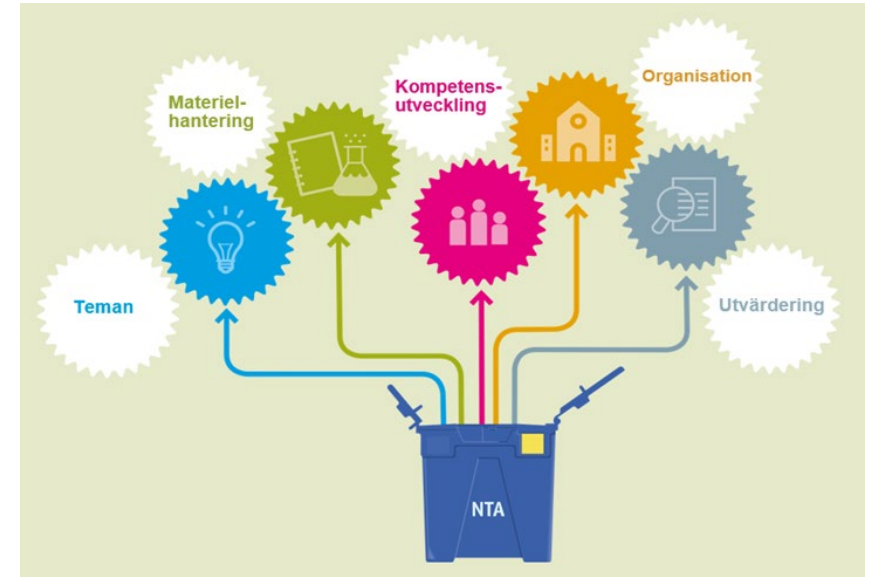 Materiel-
hantering
Kompetens-
utveckling
Organisation
Teman
Utvärdering
NTA